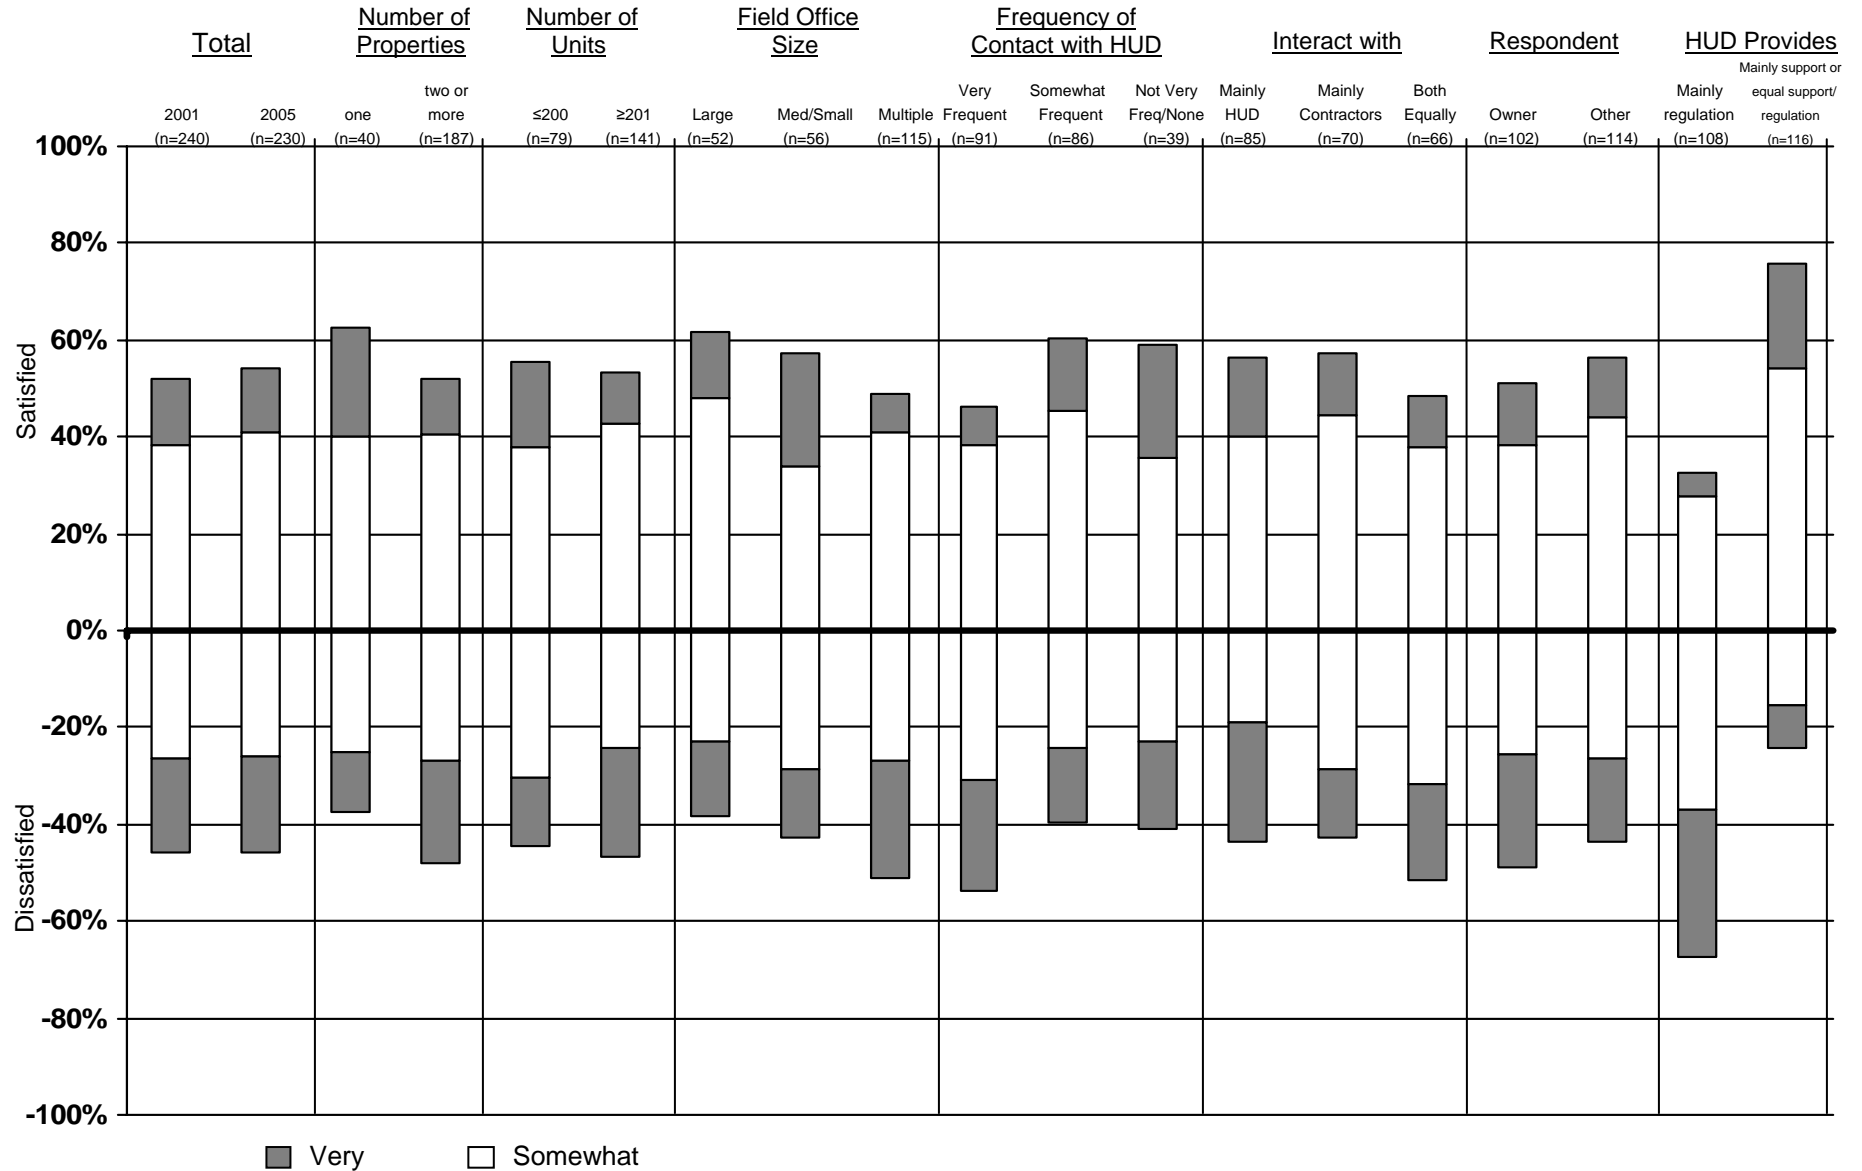 Total
Number of
Properties
Number of
Units
Field Office
Size
Frequency of
Contact with HUD
Interact with
Respondent
HUD Provides
2001
(n=240)
2005
(n=230)
one
(n=40)
two or
more
(n=187)
≤200
(n=79)
≥201
(n=141)
Large
(n=52)
Med/Small
(n=56)
Multiple
(n=115)
Very
Frequent
(n=91)
Somewhat
Frequent
(n=86)
Not Very
Freq/None
(n=39)
Mainly
HUD
(n=85)
Mainly
Contractors
(n=70)
Both
Equally
(n=66)
Owner
(n=102)
Other
(n=114)
Mainly
regulation
(n=108)
Mainly support or
equal support/
regulation
(n=116)
100%
80%
60%
40%
20%
0%
-20%
-40%
-60%
-80%
-100%
Satisfied
Dissatisfied
Very
Somewhat